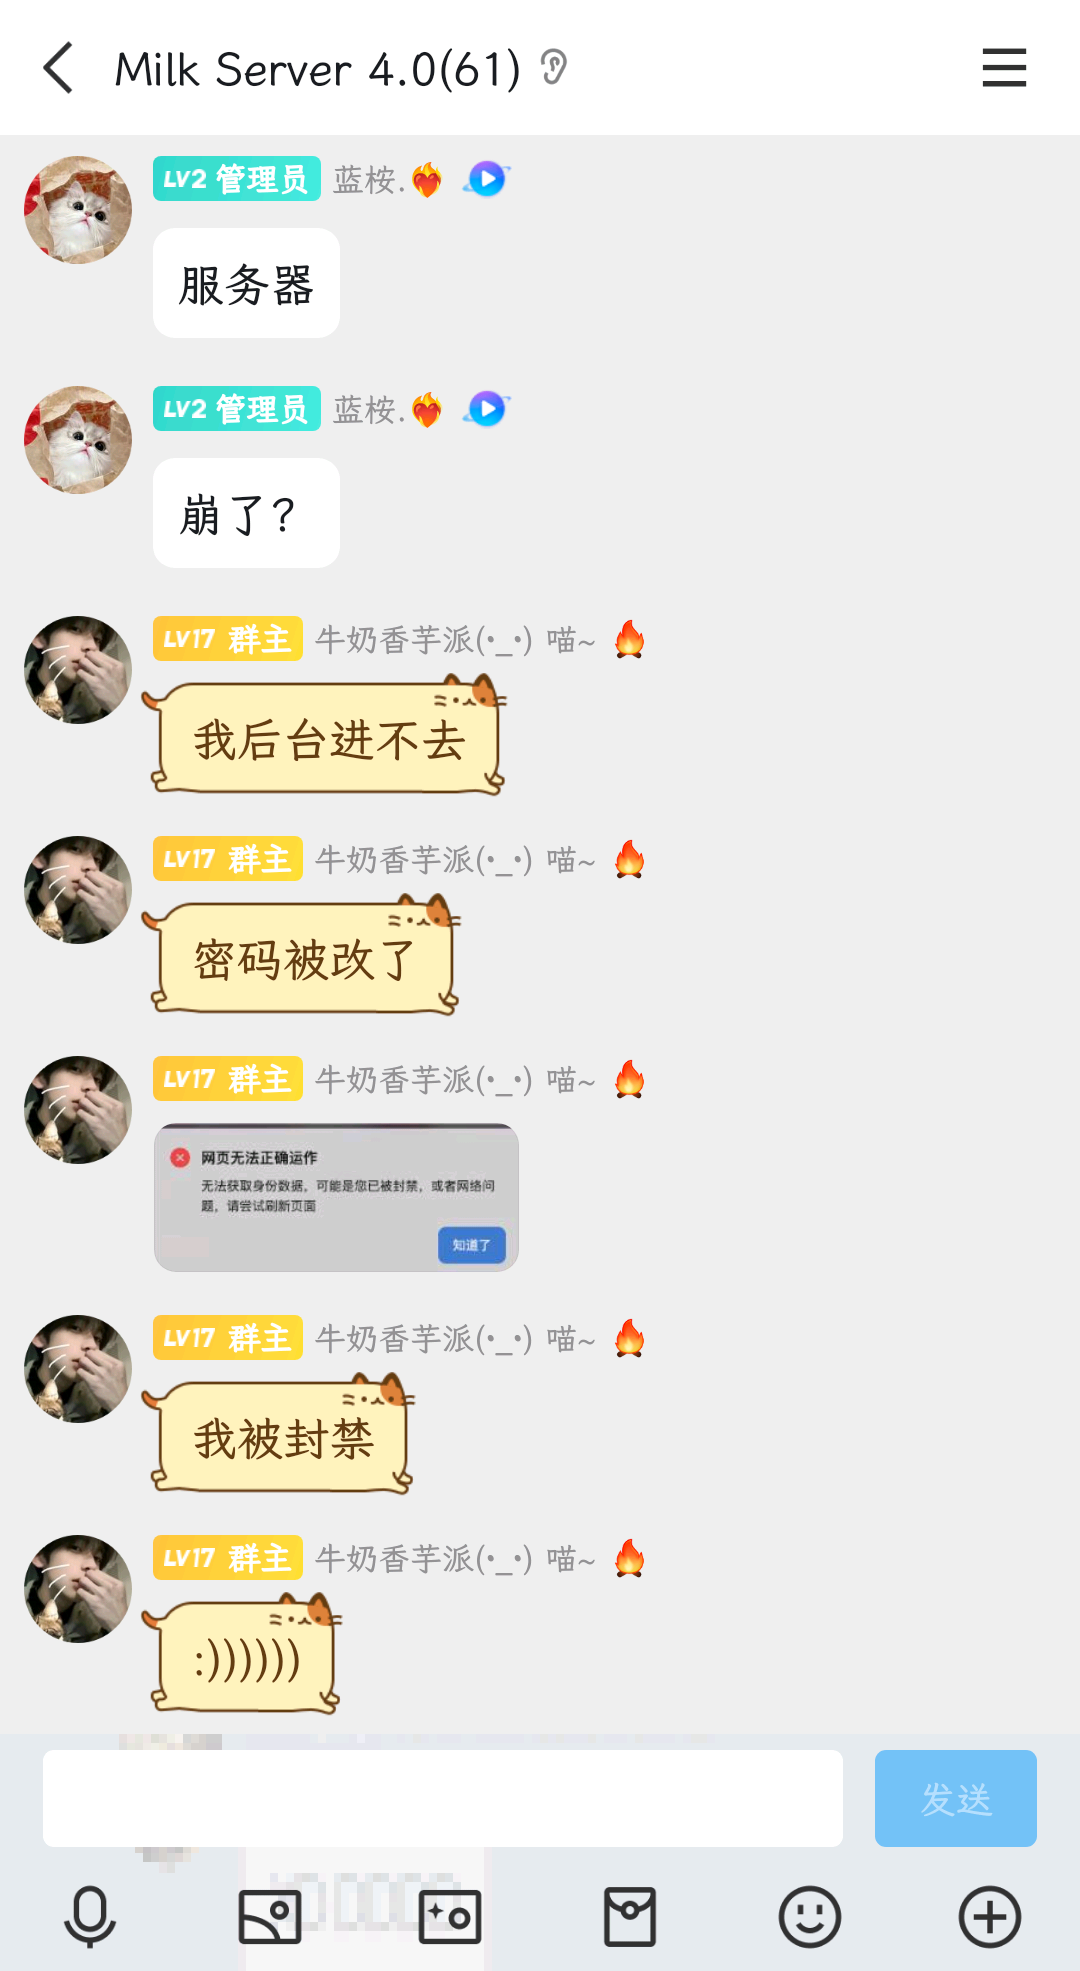 Milk Server 4.0(61)
LV2 管理员 蓝桉.
服务器
LV2 管理员 蓝桉.
崩了?
LV17 群主 牛奶香芋派(·_·) 喵~
我后台进不去
LV17 群主 牛奶香芋派(·_·) 喵~
密码被改了
LV17 群主 牛奶香芋派(·_·) 喵~
网页无法正确运作
无法获取身份数据，可能是您已被封禁，或者网络问
题，请尝试刷新页面
知道了
LV17 群主 牛奶香芋派(·_·) 喵~
我被封禁
LV17 群主 牛奶香芋派(·_·) 喵~
:))))))
发送